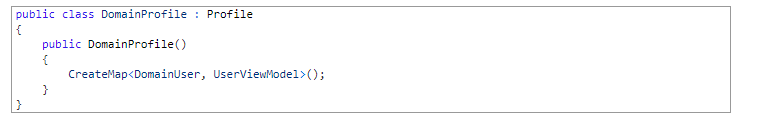 public class DomainProfile : Profile
{
    public DomainProfile()
    {
        CreateMap<DomainUser, UserViewModel>();
    }
}